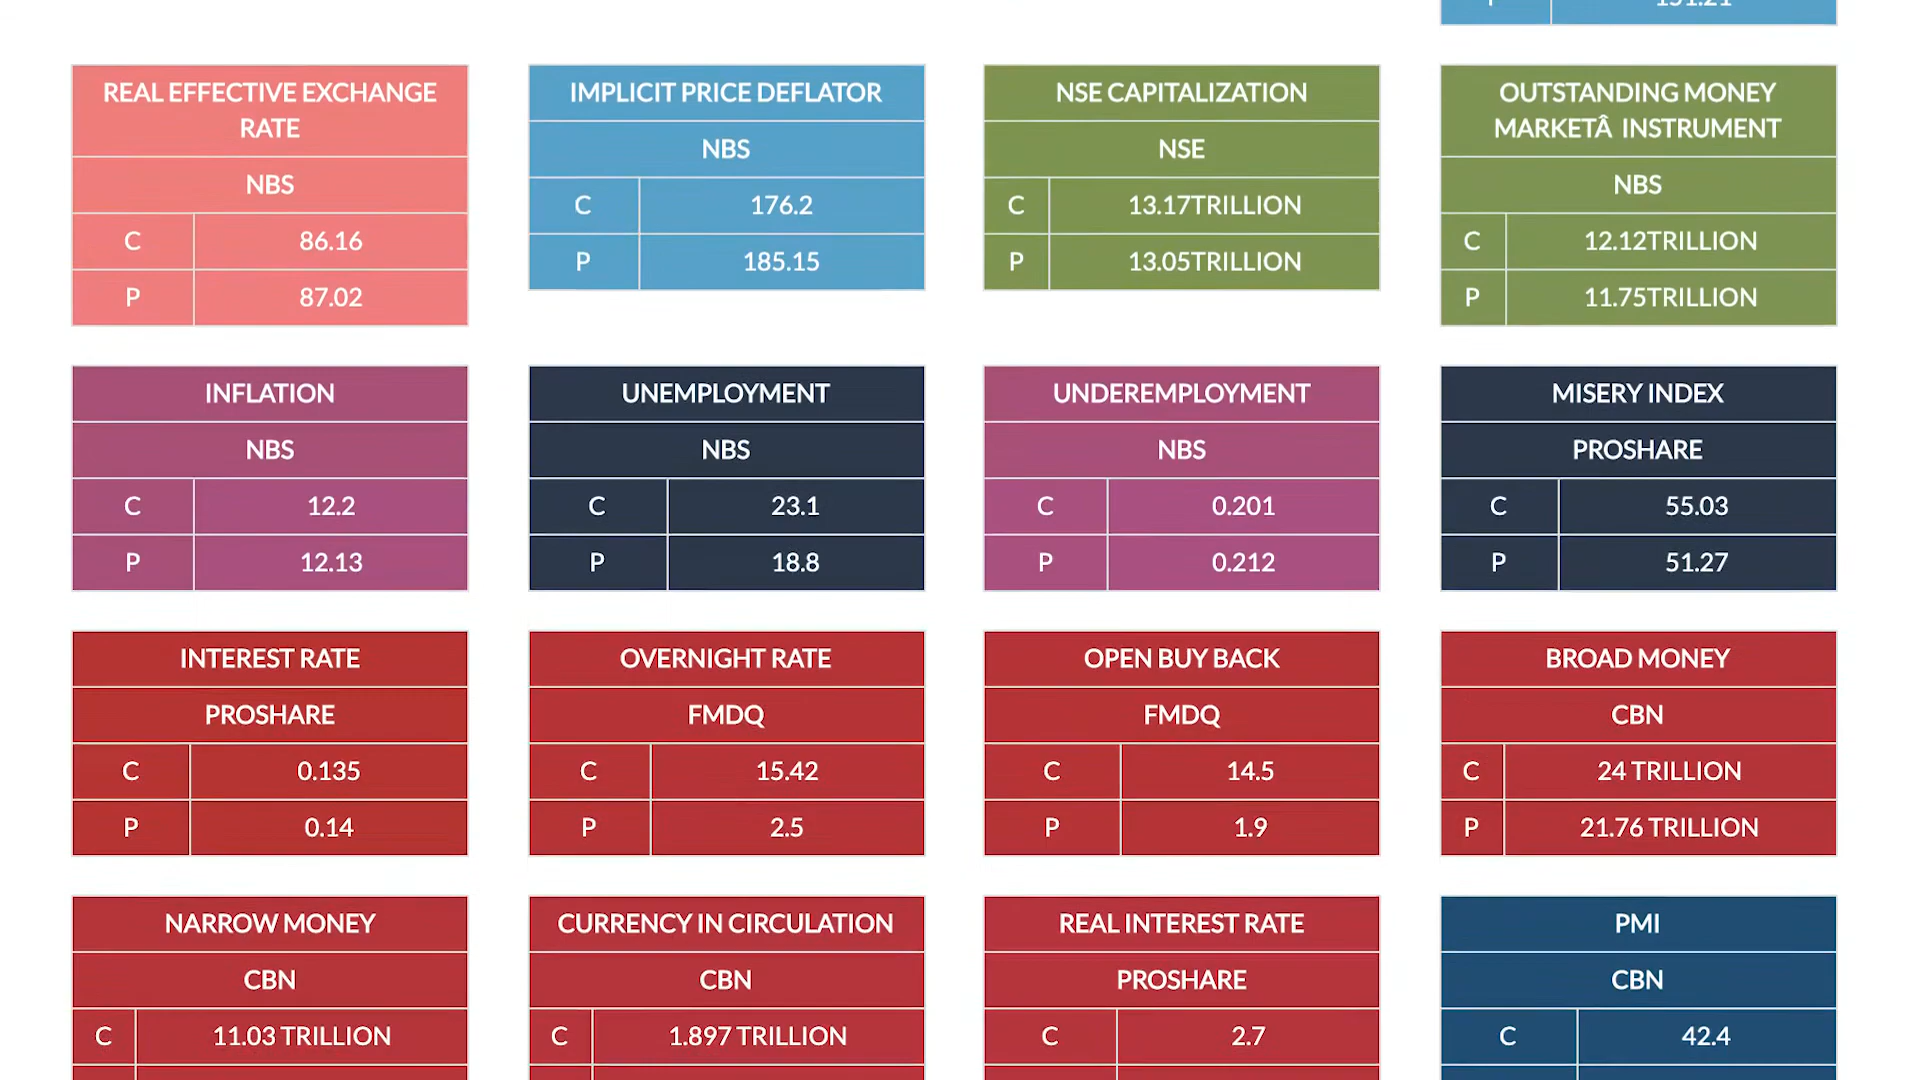 REAL EFFECTIVE EXCHANGE
RATE
NBS
C 86.16
P 87.02
IMPLICIT PRICE DEFLATOR
NBS
C 176.2
P 185.15
NSE CAPITALIZATION
NSE
C 13.17TRILLION
P 13.05TRILLION
OUTSTANDING MONEY
MARKETÂ INSTRUMENT
NBS
C 12.12TRILLION
P 11.75TRILLION
INFLATION
NBS
C 12.2
P 12.13
UNEMPLOYMENT
NBS
C 23.1
P 18.8
UNDEREMPLOYMENT
NBS
C 0.201
P 0.212
MISERY INDEX
PROSHARE
C 55.03
P 51.27
INTEREST RATE
PROSHARE
C 0.135
P 0.14
OVERNIGHT RATE
FMDQ
C 15.42
P 2.5
OPEN BUY BACK
FMDQ
C 14.5
P 1.9
BROAD MONEY
CBN
C 24 TRILLION
P 21.76 TRILLION
NARROW MONEY
CBN
C 11.03 TRILLION
CURRENCY IN CIRCULATION
CBN
C 1.897 TRILLION
REAL INTEREST RATE
PROSHARE
C 2.7
PMI
CBN
C 42.4